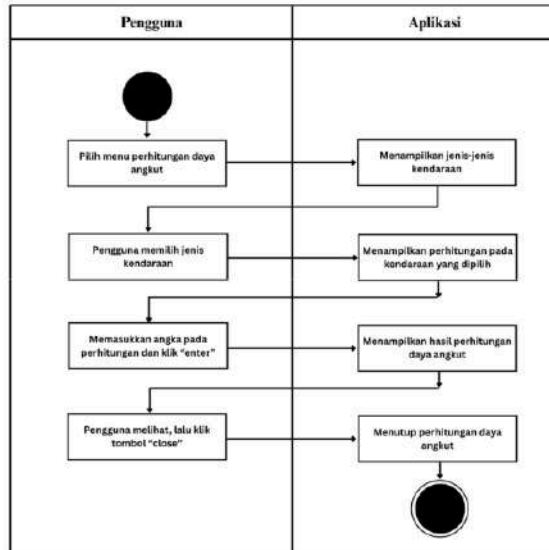 Pengguna
Aplikasi
Pilih menu perhitungan daya
angkut
Menampilkan jenis-jenis
kendaraan
Pengguna memilih jenis
kendaraan
Menampilkan perhitungan pada
kendaraan yang dipilih
Memasukkan angka pada
perhitungan dan klik “enter”
Menampilkan hasil perhitungan
daya angkut
Pengguna melihat, lalu klik
tombol “close”
Menutup perhitungan daya
angkut